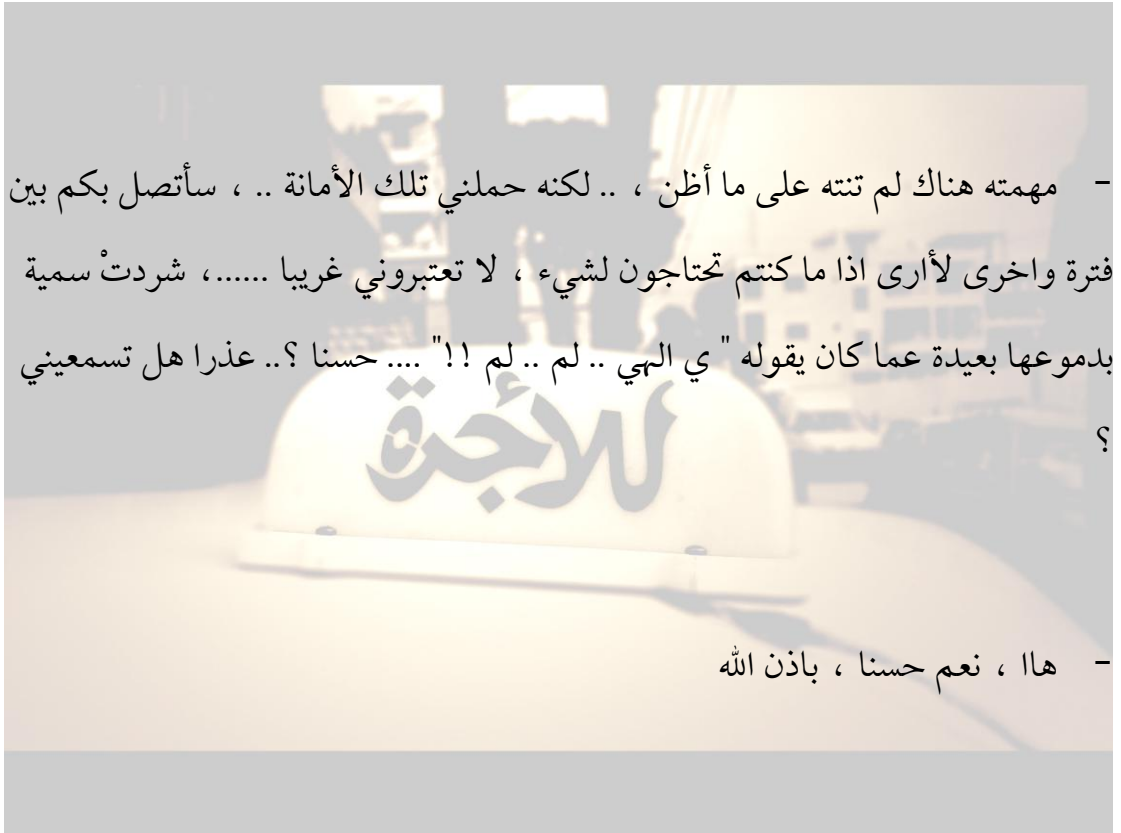 - مهمته هناك لم تنته على ما أظن ، .. لكنه حملني تلك الأمانة .. ، سأتصل بكم بين
فترة واخرى لأارى اذا ما كنتم تحتاجون لشيء ، لا تعتبروني غريبا ......، شردتْ سمية
بدموعها بعيدة عما كان يقوله " ي الهي .. لم .. لم !!" .... حسنا ؟.. عذرا هل تسمعيني
؟
للأجرة
- هاا ، نعم حسنا ، باذن الله